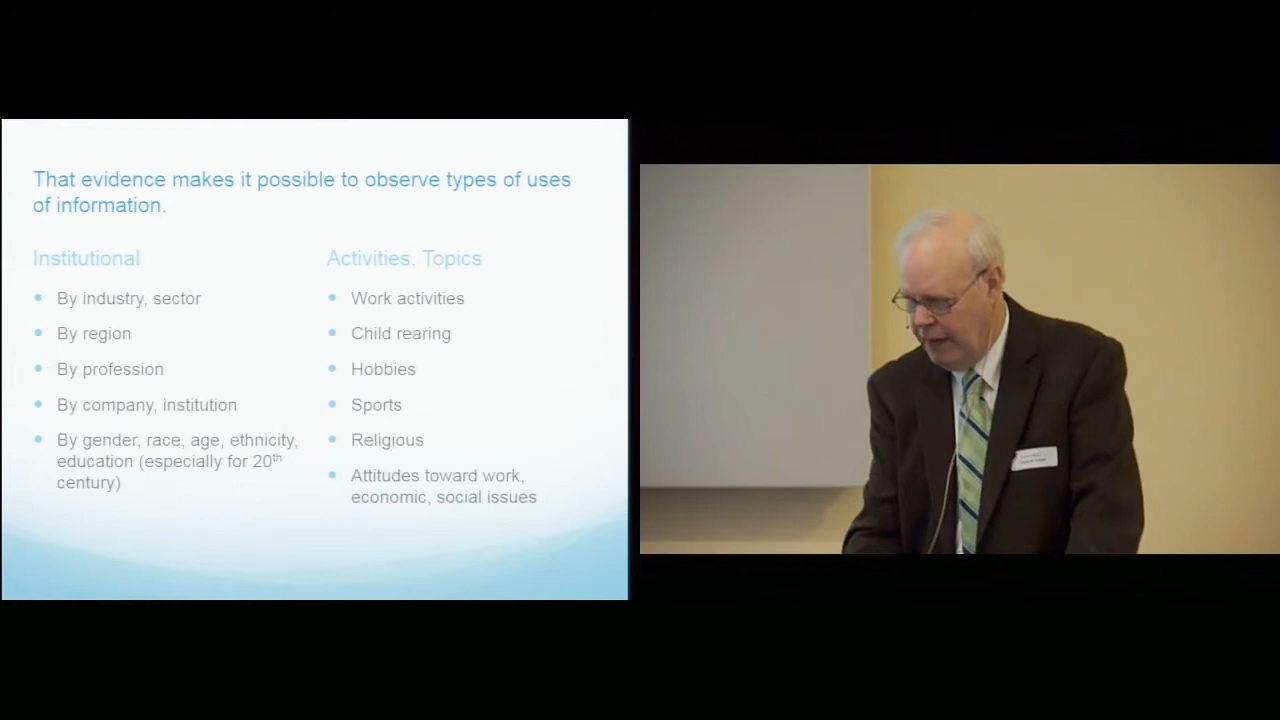 That evidence makes it possible to observe types of uses
of information.
Institutional
By industry, sector
By region
By profession
By company, institution
By gender, race, age, ethnicity,
education (especially for 20th
century)
Activities, Topics
Work activities
Child rearing
Hobbies
Sports
Religious
Attitudes toward work,
economic, social issues